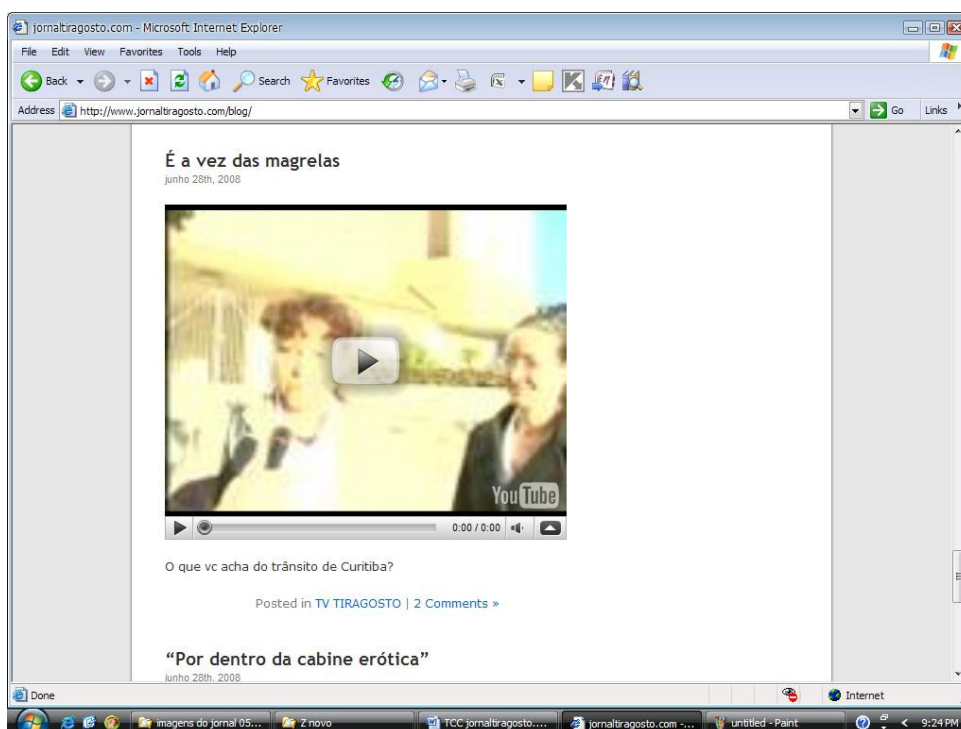 jornaltiragosto.com - Microsoft Internet Explorer
File Edit View Favorites Tools Help
Back Search Favorites
Address http://www.jornaltiragosto.com/blog/ Go Links
É a vez das magrelas
junho 28th, 2008
YouTube
0:00 / 0:00
O que vc acha do trânsito de Curitiba?
Posted in TV TIRAGOSTO | 2 Comments »
“Por dentro da cabine erótica”
junho 28th, 2008
Done Internet
imagens do jornal 05... Z novo TCC jornaltiragosto.... jornaltiragosto.com -... untitled - Paint 9:24 PM